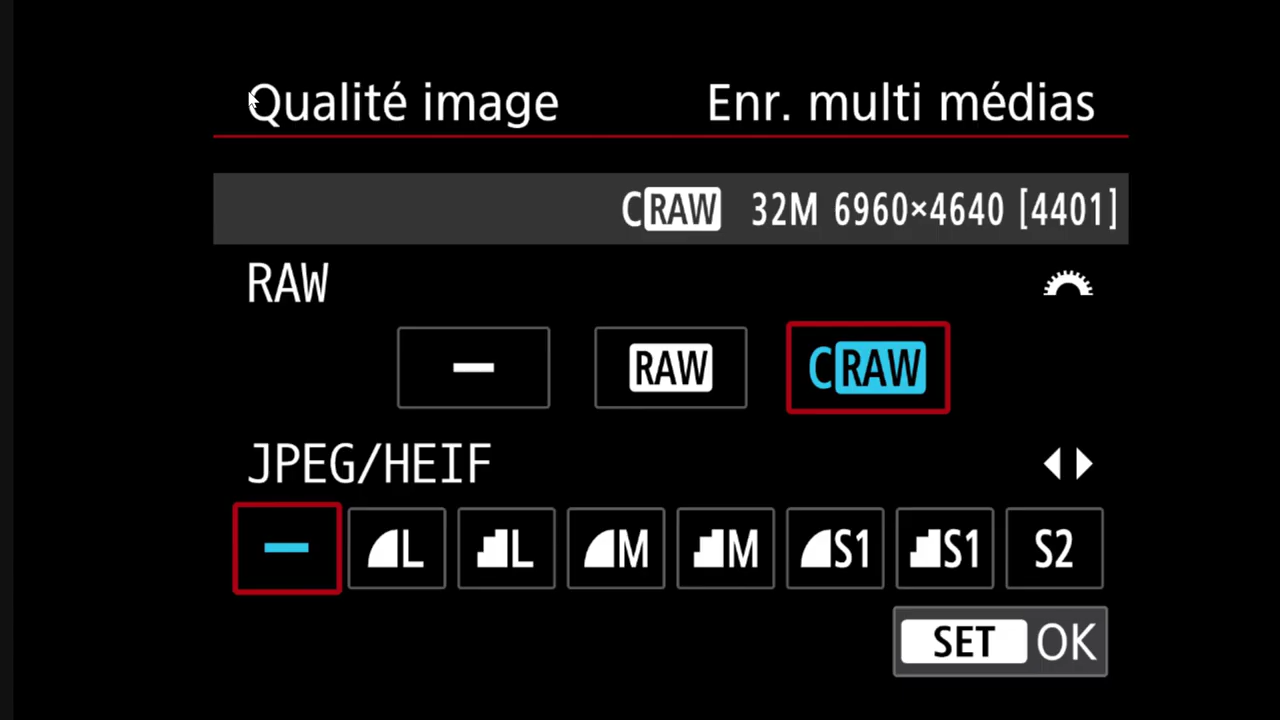 Qualité image Enr. multi médias
CRAW 32M 6960×4640 [4401]
RAW
RAW CRAW
JPEG/HEIF
L L M M S1 S1 S2
SET OK